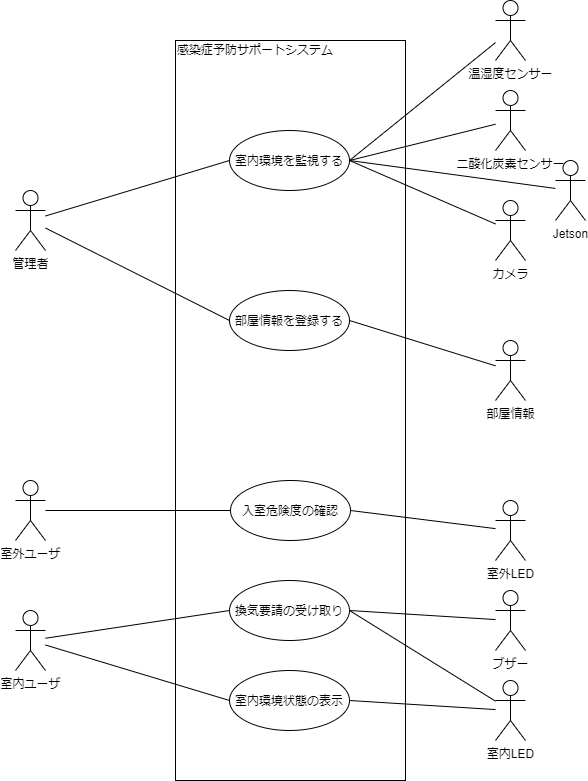 感染症予防サポートシステム
温湿度センサー
室内環境を監視する
二酸化炭素センサー
Jetson
管理者
カメラ
部屋情報を登録する
部屋情報
入室危険度の確認
室外ユーザ
室外LED
換気要請の受け取り
ブザー
室内ユーザ
室内環境状態の表示
室内LED